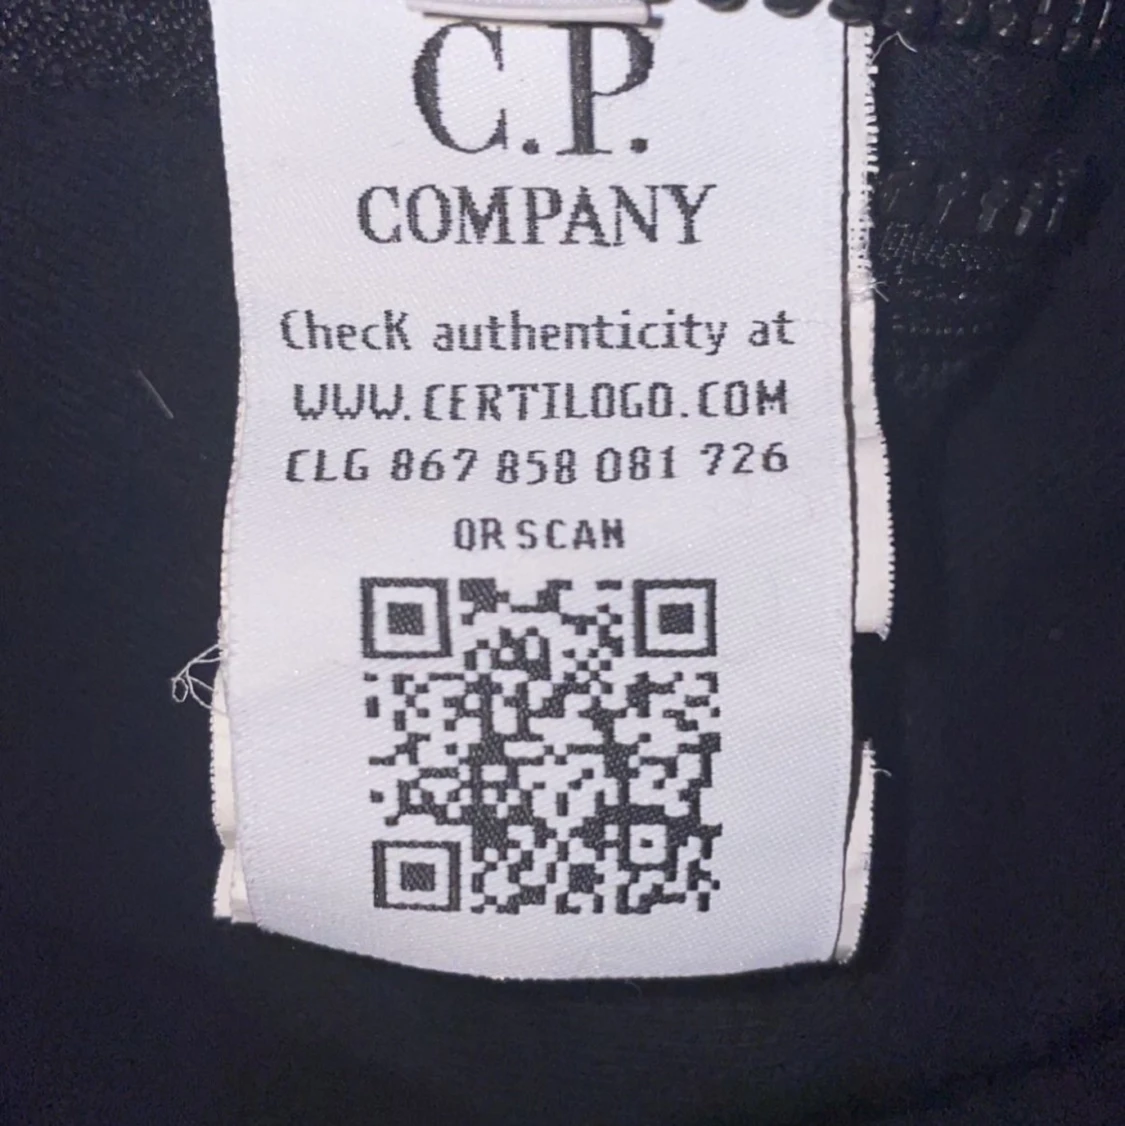 C.P.
COMPANY
Check authenticity at
WWW.CERTILOGO.COM
CLG 867 858 081 726
OR SCAN